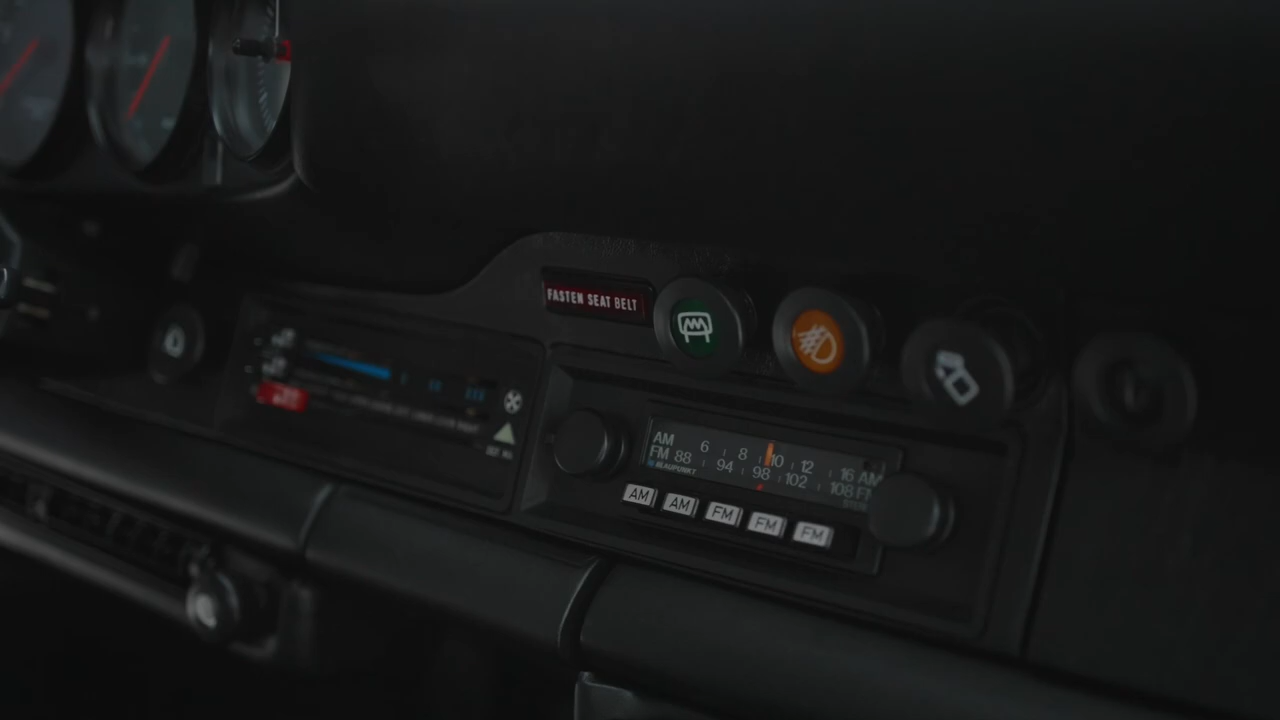 FASTEN SEAT BELT
AM 6 8 10 12 16 AM
FM 88 94 98 102 108 FM
BLAUPUNKT
AM AM FM FM FM